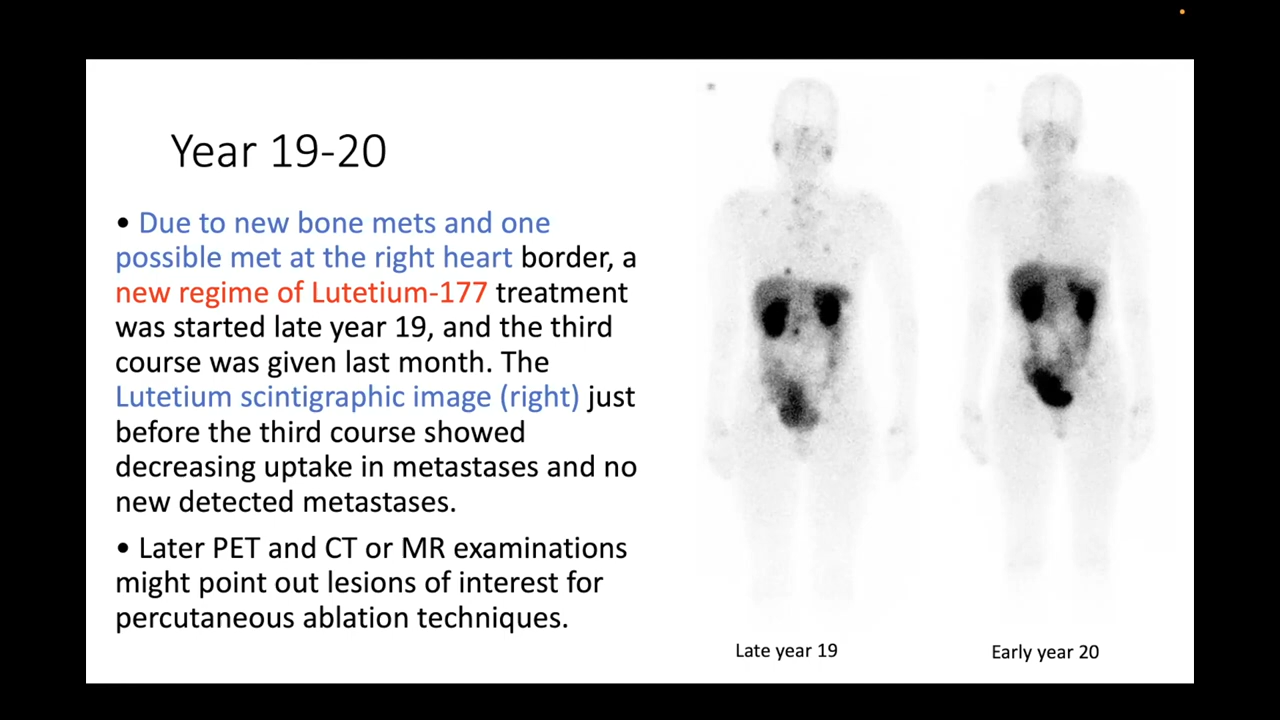 Year 19-20
• Due to new bone mets and one
possible met at the right heart border, a
new regime of Lutetium-177 treatment
was started late year 19, and the third
course was given last month. The
Lutetium scintigraphic image (right) just
before the third course showed
decreasing uptake in metastases and no
new detected metastases.
• Later PET and CT or MR examinations
might point out lesions of interest for
percutaneous ablation techniques.
Late year 19
Early year 20